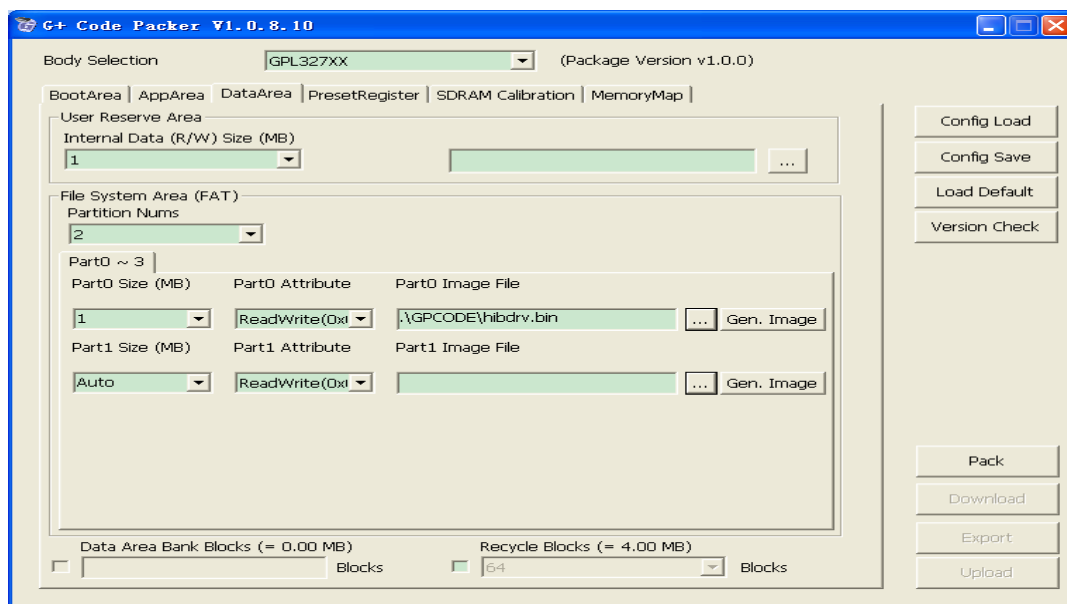 G+ Code Packer V1.0.8.10
Body Selection GPL327XX (Package Version v1.0.0)
BootArea AppArea DataArea PresetRegister SDRAM Calibration MemoryMap
User Reserve Area
Internal Data (R/W) Size (MB)
1 ...
File System Area (FAT)
Partition Nums
2
Part0 ~ 3
Part0 Size (MB) Part0 Attribute Part0 Image File
1 ReadWrite(0x .\GPCODE\hibdrv.bin ... Gen. Image
Part1 Size (MB) Part1 Attribute Part1 Image File
Auto ReadWrite(0x ... Gen. Image
Data Area Bank Blocks (= 0.00 MB) Recycle Blocks (= 4.00 MB)
Blocks 64 Blocks
Config Load
Config Save
Load Default
Version Check
Pack
Download
Export
Upload